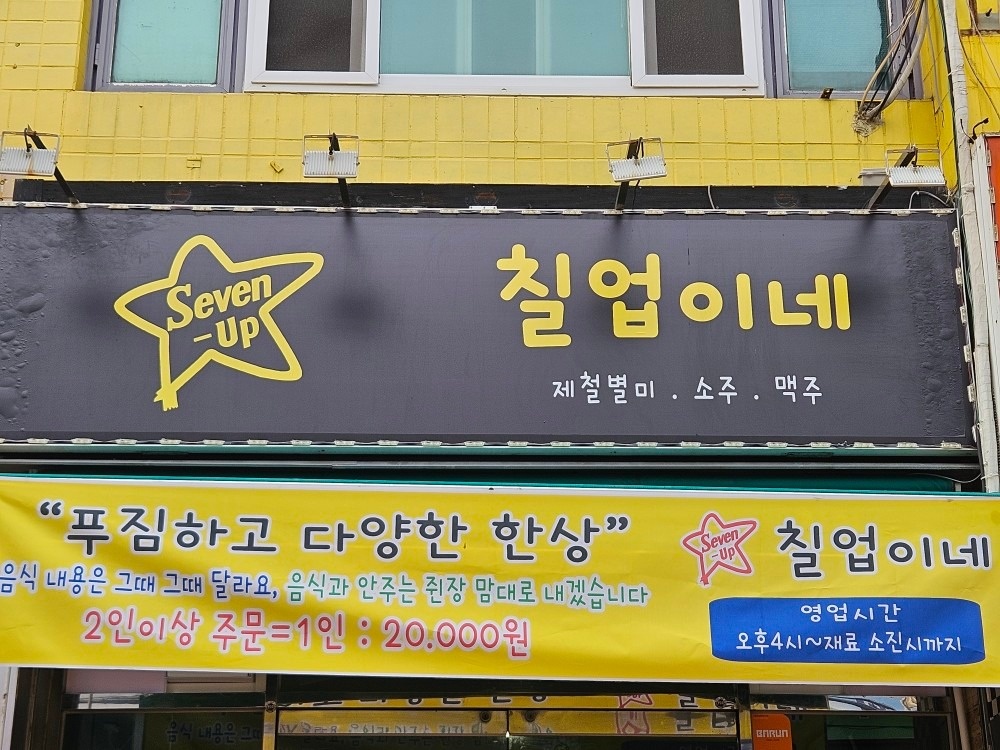 Seven
-Up
칠업이네
제철별미 . 소주 . 맥주
“푸짐하고 다양한 한상”
음식 내용은 그때 그때 달라요, 음식과 안주는 쥔장 맘대로 내겠습니다
2인이상 주문=1인 : 20.000원
Seven
-Up
칠업이네
영업시간
오후4시~재료 소진시까지